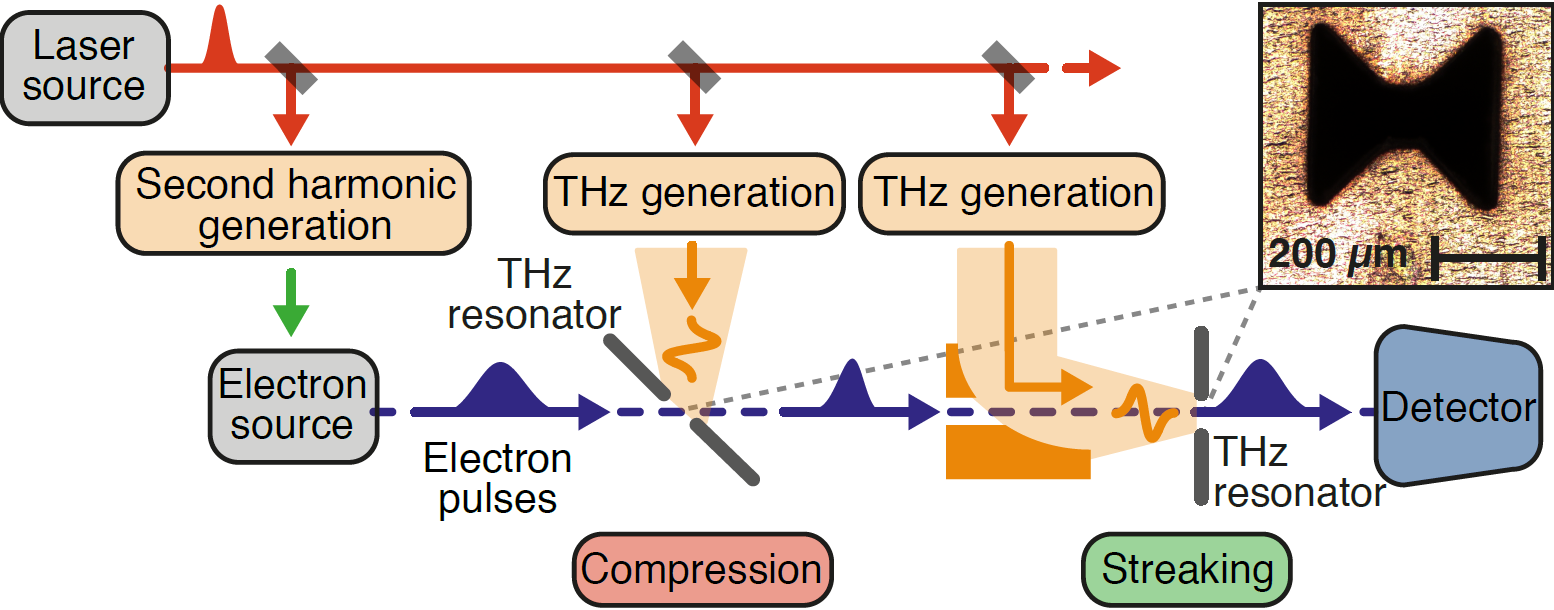 Laser
source
Second harmonic
generation
THz generation
THz generation
200 µm
THz
resonator
Electron
source
Electron
pulses
Detector
THz
resonator
Compression
Streaking